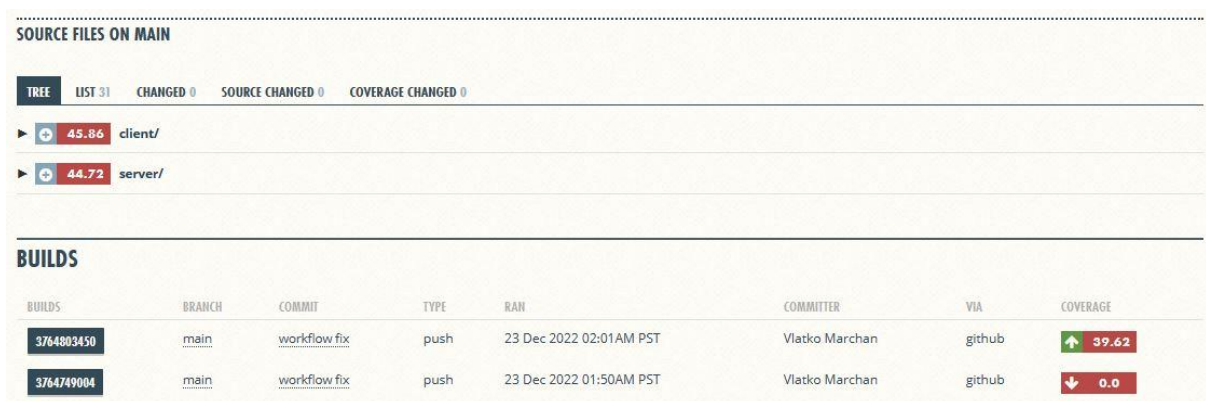 SOURCE FILES ON MAIN
TREE LIST 31 CHANGED 0 SOURCE CHANGED 0 COVERAGE CHANGED 0
45.86 client/
44.72 server/
BUILDS
BUILDS BRANCH COMMIT TYPE RAN COMMITTER VIA COVERAGE
3764803450 main workflow fix push 23 Dec 2022 02:01AM PST Vlatko Marchan github 39.62
3764749004 main workflow fix push 23 Dec 2022 01:50AM PST Vlatko Marchan github 0.0